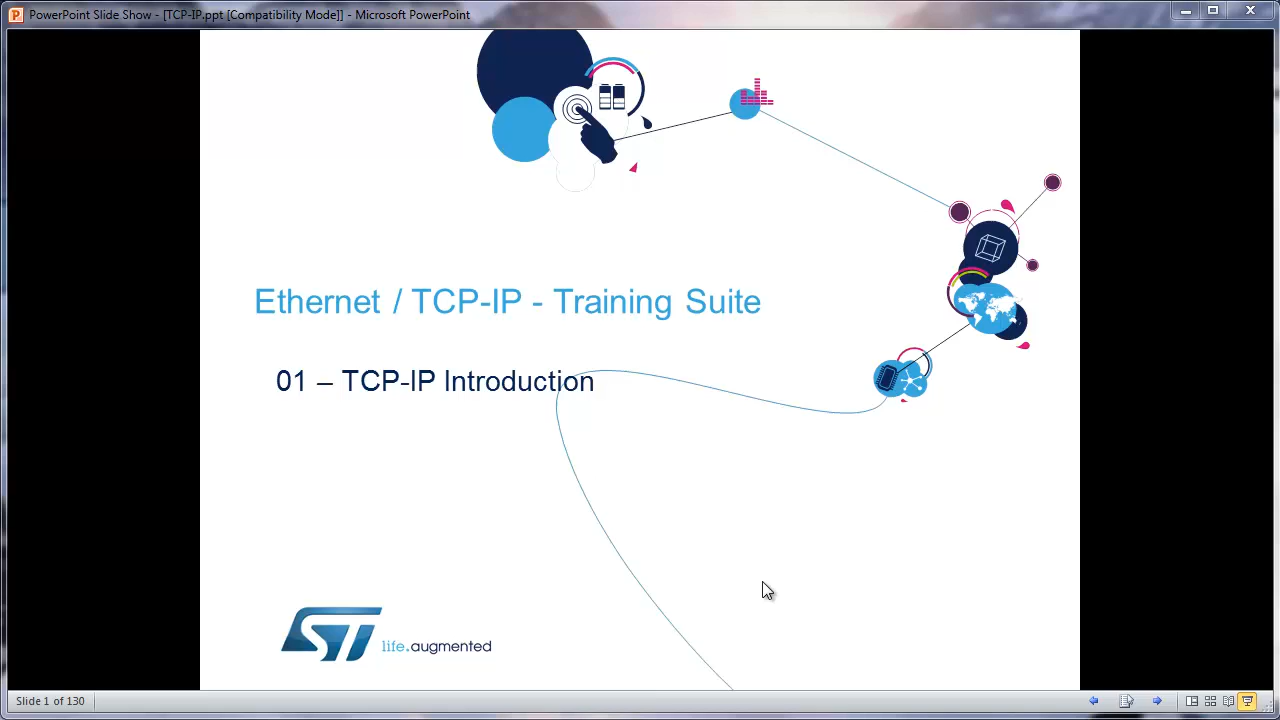 PowerPoint Slide Show - [TCP-IP.ppt [Compatibility Mode]] - Microsoft PowerPoint
Ethernet / TCP-IP - Training Suite
01 – TCP-IP Introduction
ST life.augmented
Slide 1 of 130